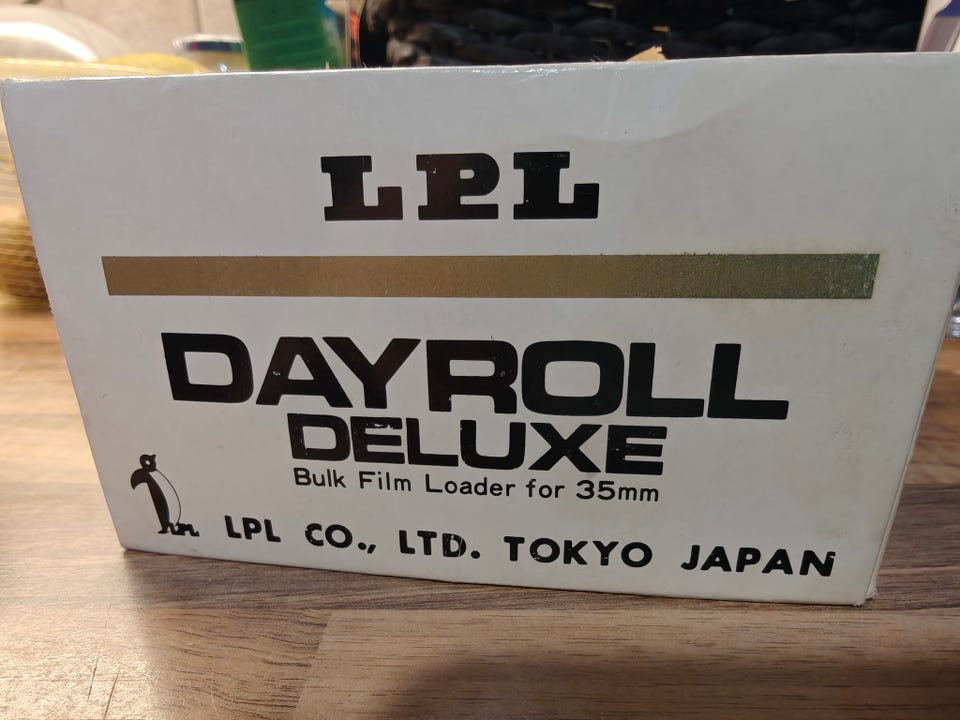 LPL
DAYROLL
DELUXE
Bulk Film Loader for 35mm
LPL CO., LTD. TOKYO JAPAN